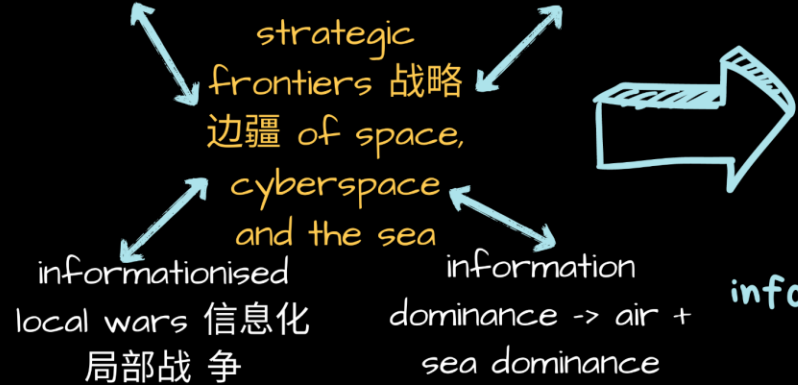 strategic
frontiers 战略
边疆 of space,
cyberspace
and the sea
informationised
local wars 信息化
局部战 争
information
dominance -> air +
sea dominance